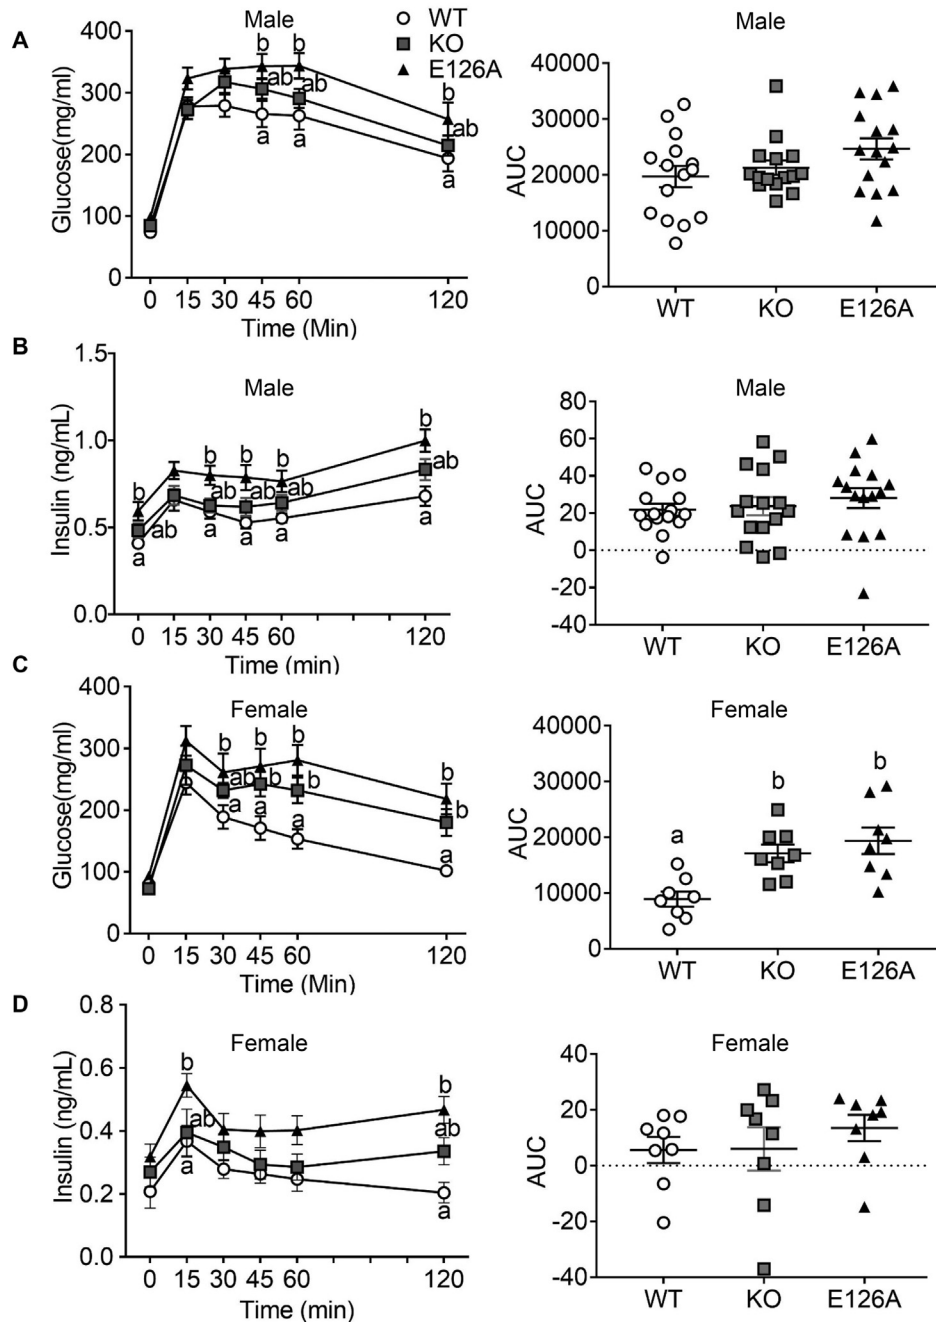 A
Male
WT
KO
E126A
Glucose(mg/ml)
400
300
200
100
0
b b
ab ab
b
ab
a a
a
0 15 30 45 60 120
Time (Min)
Male
AUC
40000
30000
20000
10000
0
WT KO E126A
B
Male
Insulin (ng/mL)
1.5
1.0
0.5
0.0
b b b b b
ab ab ab ab ab
a a a a a
0 15 30 45 60 120
Time (min)
Male
AUC
80
60
40
20
0
-20
-40
WT KO E126A
C
Female
Glucose(mg/ml)
400
300
200
100
0
b b b b
ab b b b
a a a a
0 15 30 45 60 120
Time (Min)
Female
AUC
40000
30000
20000
10000
0
a b b
WT KO E126A
D
Female
Insulin (ng/mL)
0.8
0.6
0.4
0.2
0.0
b b
ab ab
a a
0 15 30 45 60 120
Time (min)
Female
AUC
40
20
0
-20
-40
WT KO E126A